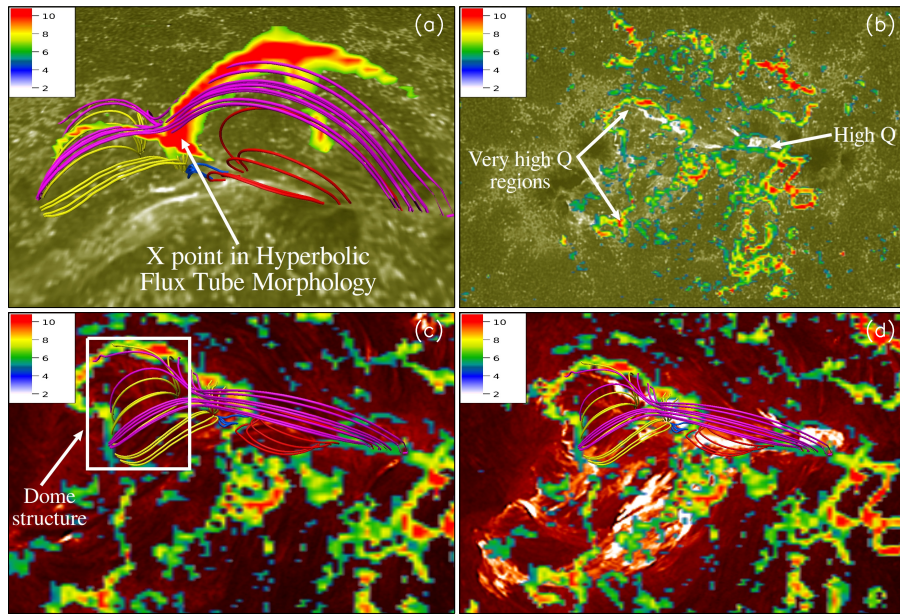 10
8
6
4
2
(a)
X point in Hyperbolic
Flux Tube Morphology
10
8
6
4
2
(b)
Very high Q
regions
High Q
10
8
6
4
2
(c)
Dome
structure
10
8
6
4
2
(d)